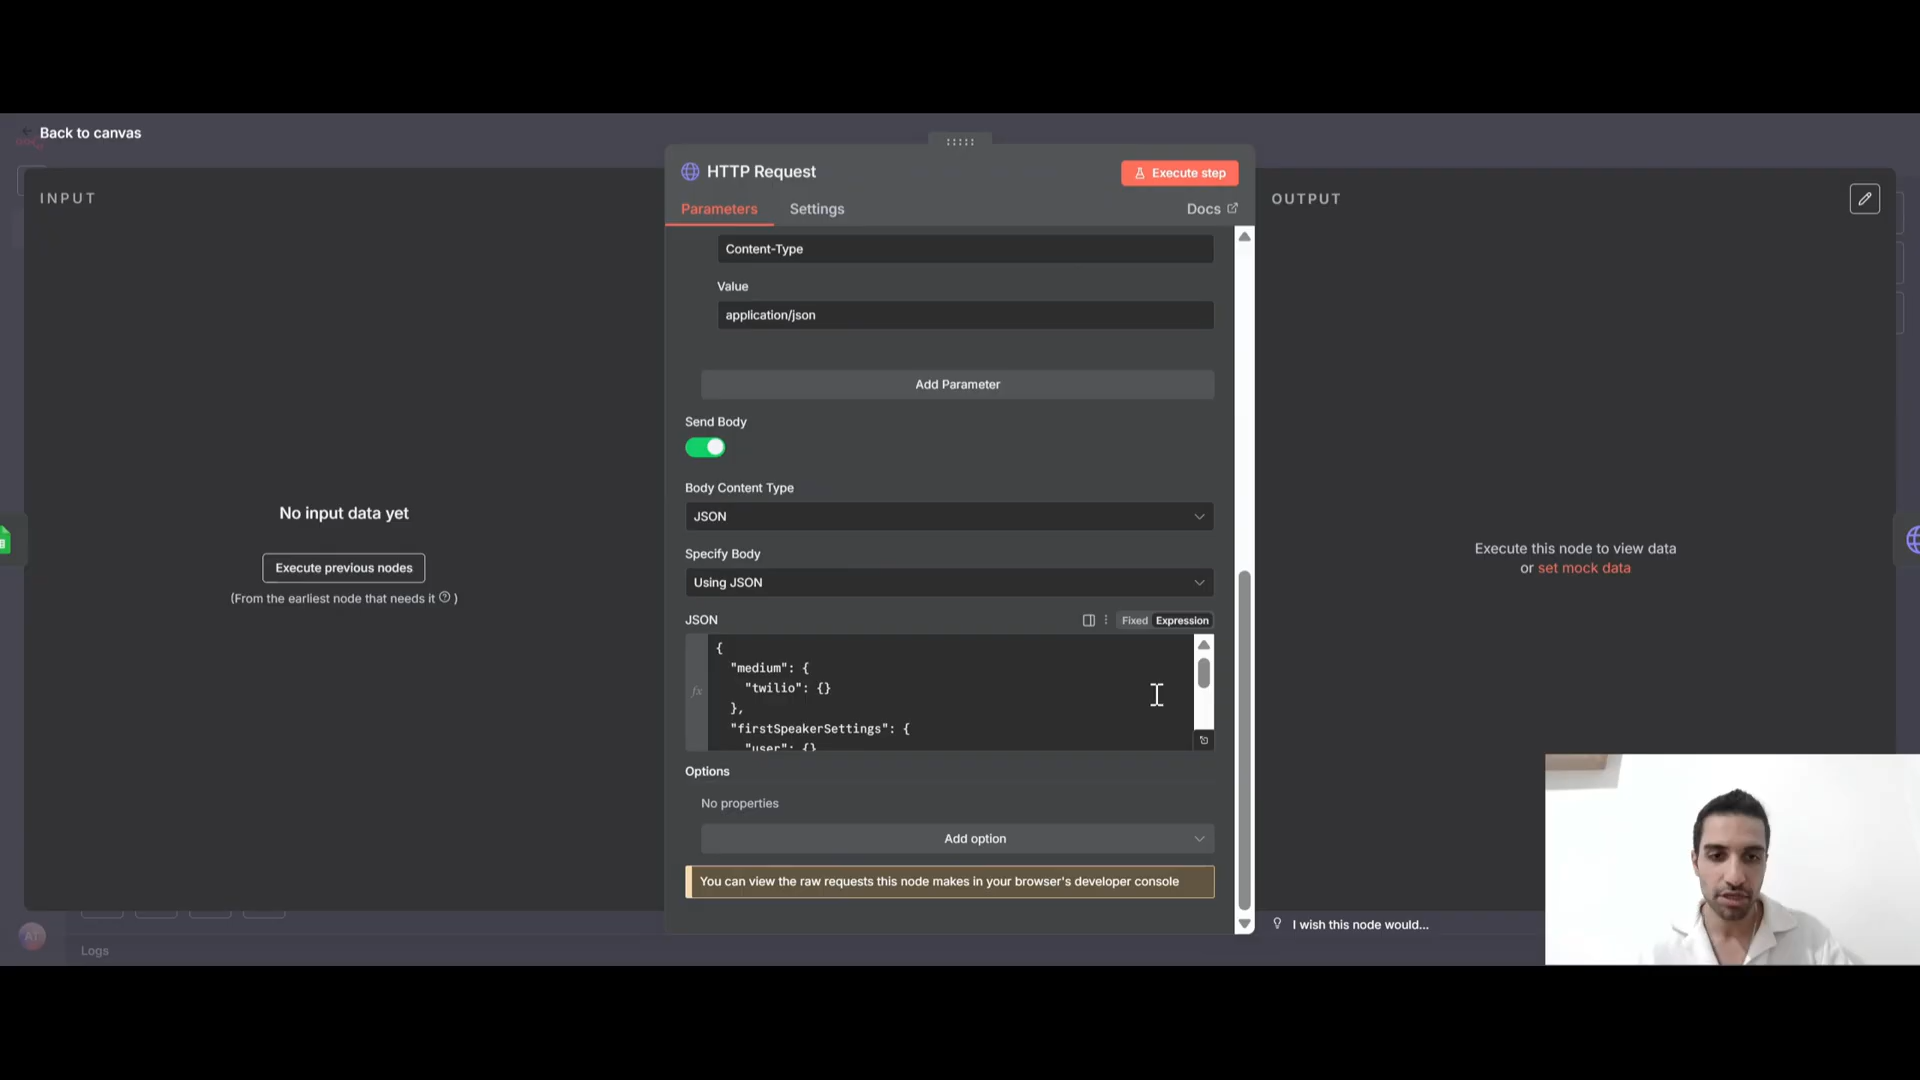 Back to canvas
INPUT
No input data yet
Execute previous nodes
(From the earliest node that needs it ? )
HTTP Request
Execute step
Parameters
Settings
Docs
Content-Type
Value
application/json
Add Parameter
Send Body
Body Content Type
JSON
Specify Body
Using JSON
JSON
Fixed
Expression
fx
{
"medium": {
"twilio": {}
},
"firstSpeakerSettings": {
"user": {}
Options
No properties
Add option
You can view the raw requests this node makes in your browser's developer console
OUTPUT
Execute this node to view data
or set mock data
I wish this node would...
AT
Logs